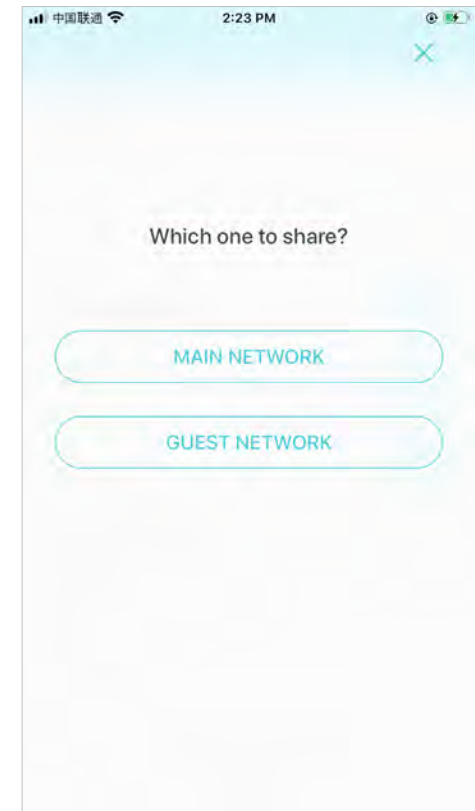 中国联通 2:23 PM
Which one to share?
MAIN NETWORK
GUEST NETWORK